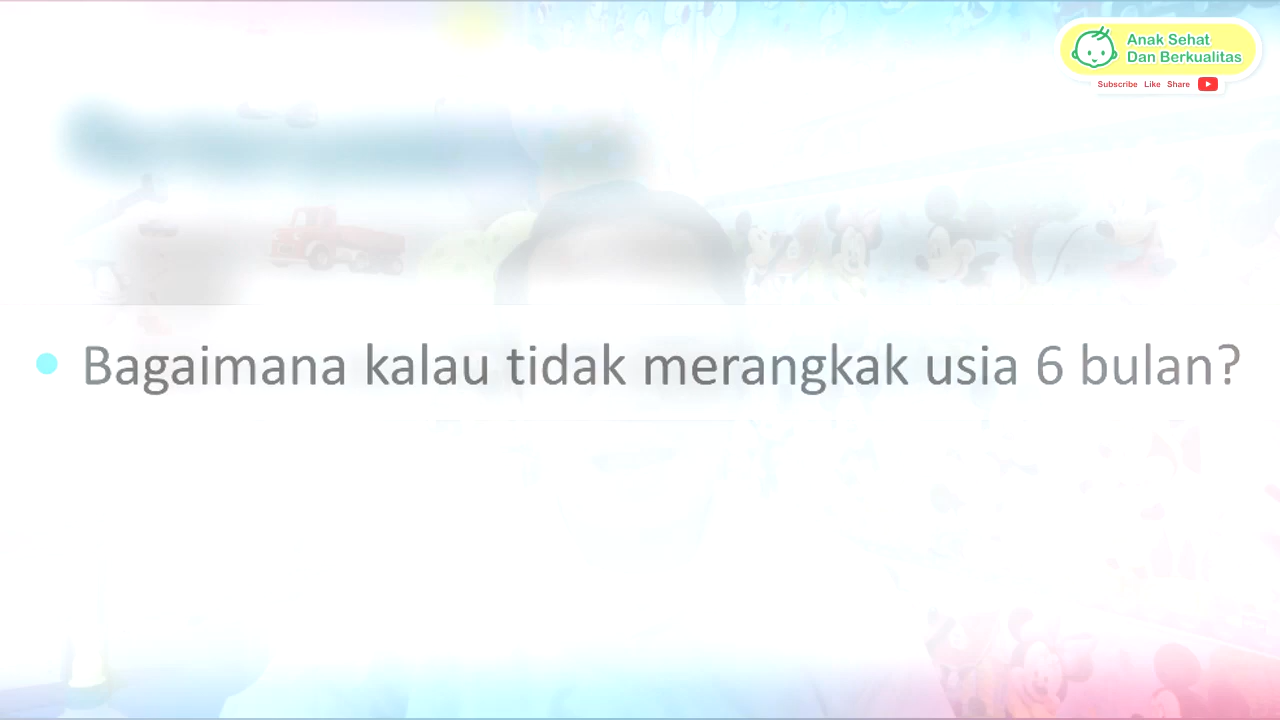 Anak Sehat
Dan Berkualitas
Subscribe Like Share
Bagaimana kalau tidak merangkak usia 6 bulan?